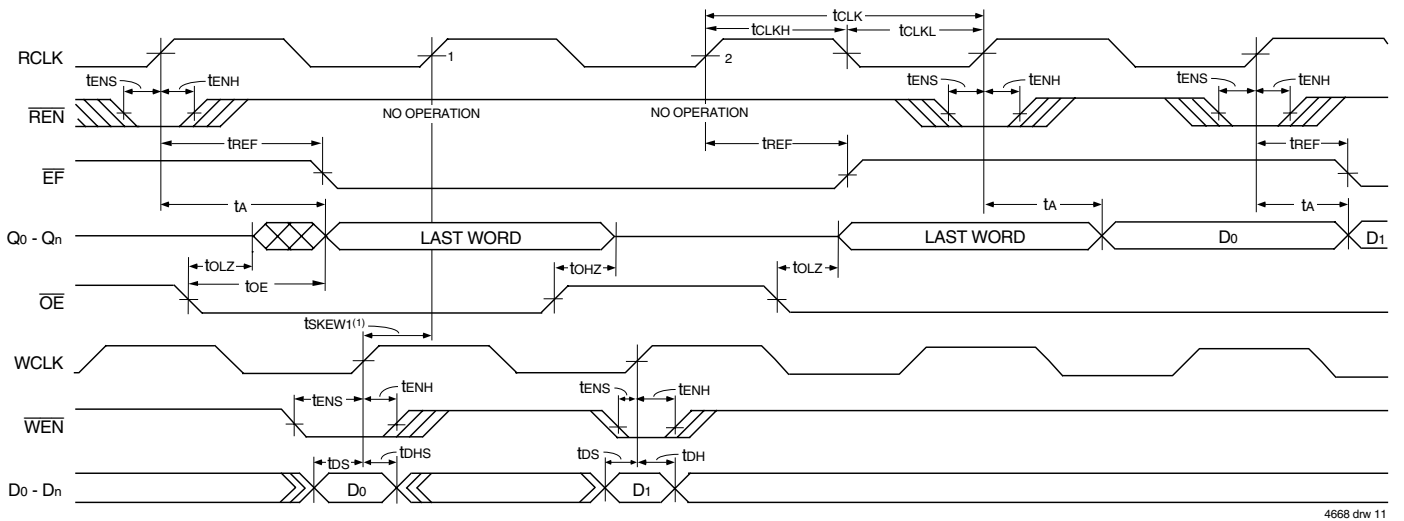 tCLK
tCLKH
tCLKL
RCLK
1
2
tENS
tENH
tENS
tENH
tENS
tENH
REN
NO OPERATION
NO OPERATION
tREF
tREF
tREF
EF
tA
tA
tA
Q0 - Qn
LAST WORD
LAST WORD
D0
D1
tOLZ
tOHZ
tOLZ
tOE
OE
tSKEW1(1)
WCLK
tENS
tENH
tENS
tENH
WEN
tDS
tDHS
tDS
tDH
D0 - Dn
D0
D1
4668 drw 11